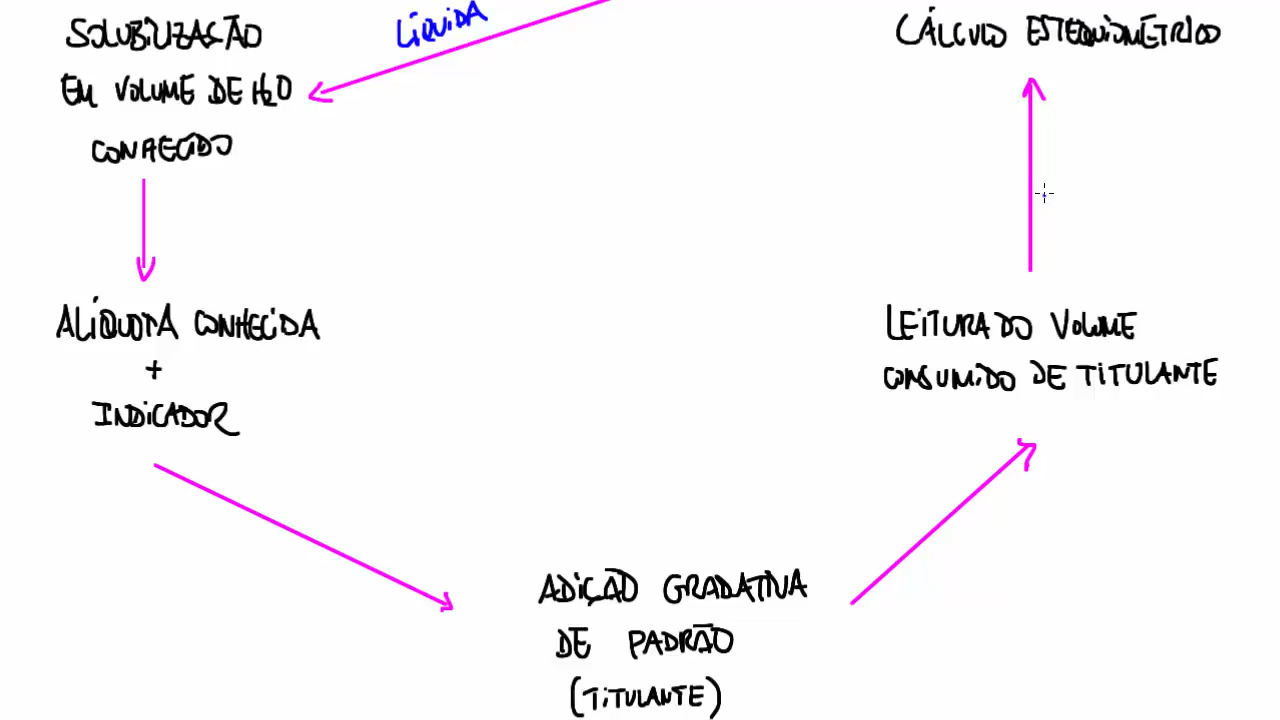 LÍQUIDA
SOLUBILIZAÇÃO
EM VOLUME DE H2O
CONHECIDO
ALÍQUOTA CONHECIDA
+
INDICADOR
ADIÇÃO GRADATIVA
DE PADRÃO
(TITULANTE)
LEITURA DO VOLUME
CONSUMIDO DE TITULANTE
CÁLCULO ESTEQUIOMÉTRICO